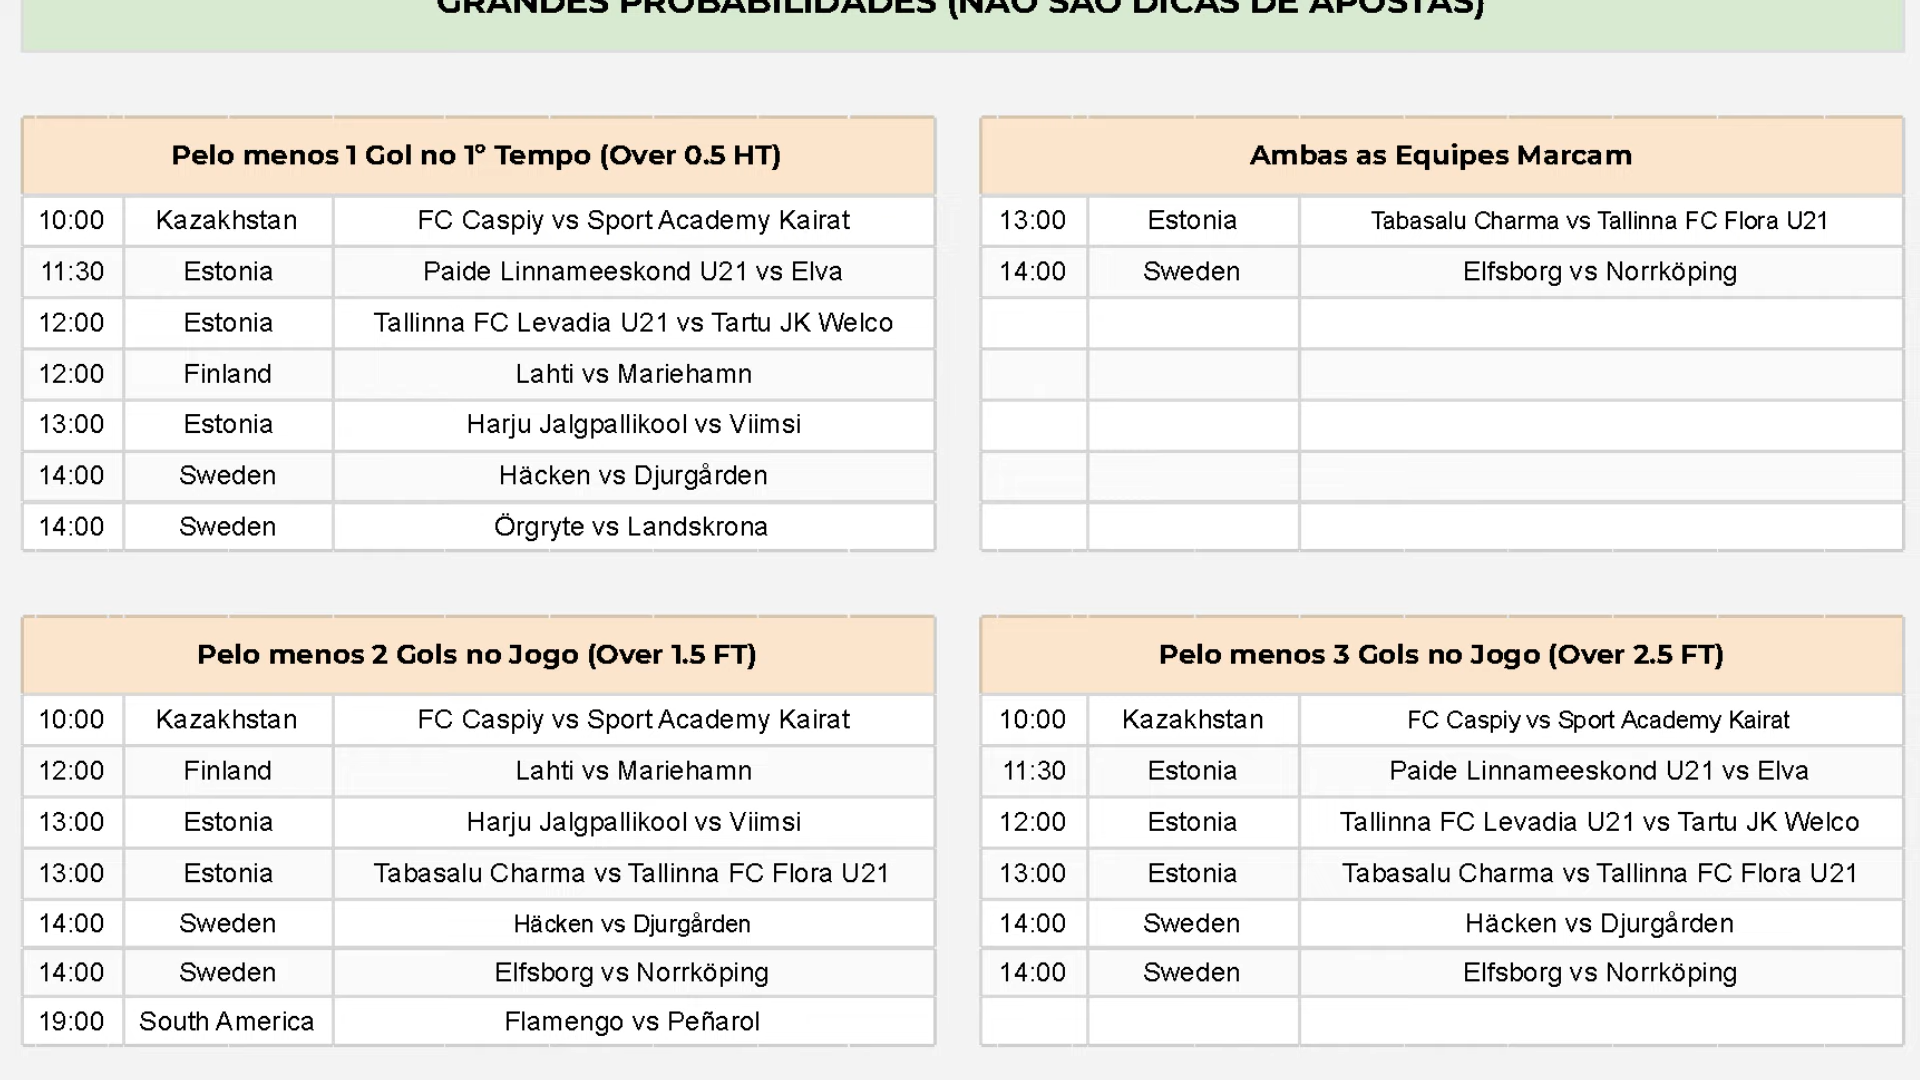 GRANDES PROBABILIDADES (NÃO SÃO DICAS DE APOSTAS)
Pelo menos 1 Gol no 1º Tempo (Over 0.5 HT)
10:00 Kazakhstan FC Caspiy vs Sport Academy Kairat
11:30 Estonia Paide Linnameeskond U21 vs Elva
12:00 Estonia Tallinna FC Levadia U21 vs Tartu JK Welco
12:00 Finland Lahti vs Mariehamn
13:00 Estonia Harju Jalgpallikool vs Viimsi
14:00 Sweden Häcken vs Djurgården
14:00 Sweden Örgryte vs Landskrona
Ambas as Equipes Marcam
13:00 Estonia Tabasalu Charma vs Tallinna FC Flora U21
14:00 Sweden Elfsborg vs Norrköping
Pelo menos 2 Gols no Jogo (Over 1.5 FT)
10:00 Kazakhstan FC Caspiy vs Sport Academy Kairat
12:00 Finland Lahti vs Mariehamn
13:00 Estonia Harju Jalgpallikool vs Viimsi
13:00 Estonia Tabasalu Charma vs Tallinna FC Flora U21
14:00 Sweden Häcken vs Djurgården
14:00 Sweden Elfsborg vs Norrköping
19:00 South America Flamengo vs Peñarol
Pelo menos 3 Gols no Jogo (Over 2.5 FT)
10:00 Kazakhstan FC Caspiy vs Sport Academy Kairat
11:30 Estonia Paide Linnameeskond U21 vs Elva
12:00 Estonia Tallinna FC Levadia U21 vs Tartu JK Welco
13:00 Estonia Tabasalu Charma vs Tallinna FC Flora U21
14:00 Sweden Häcken vs Djurgården
14:00 Sweden Elfsborg vs Norrköping